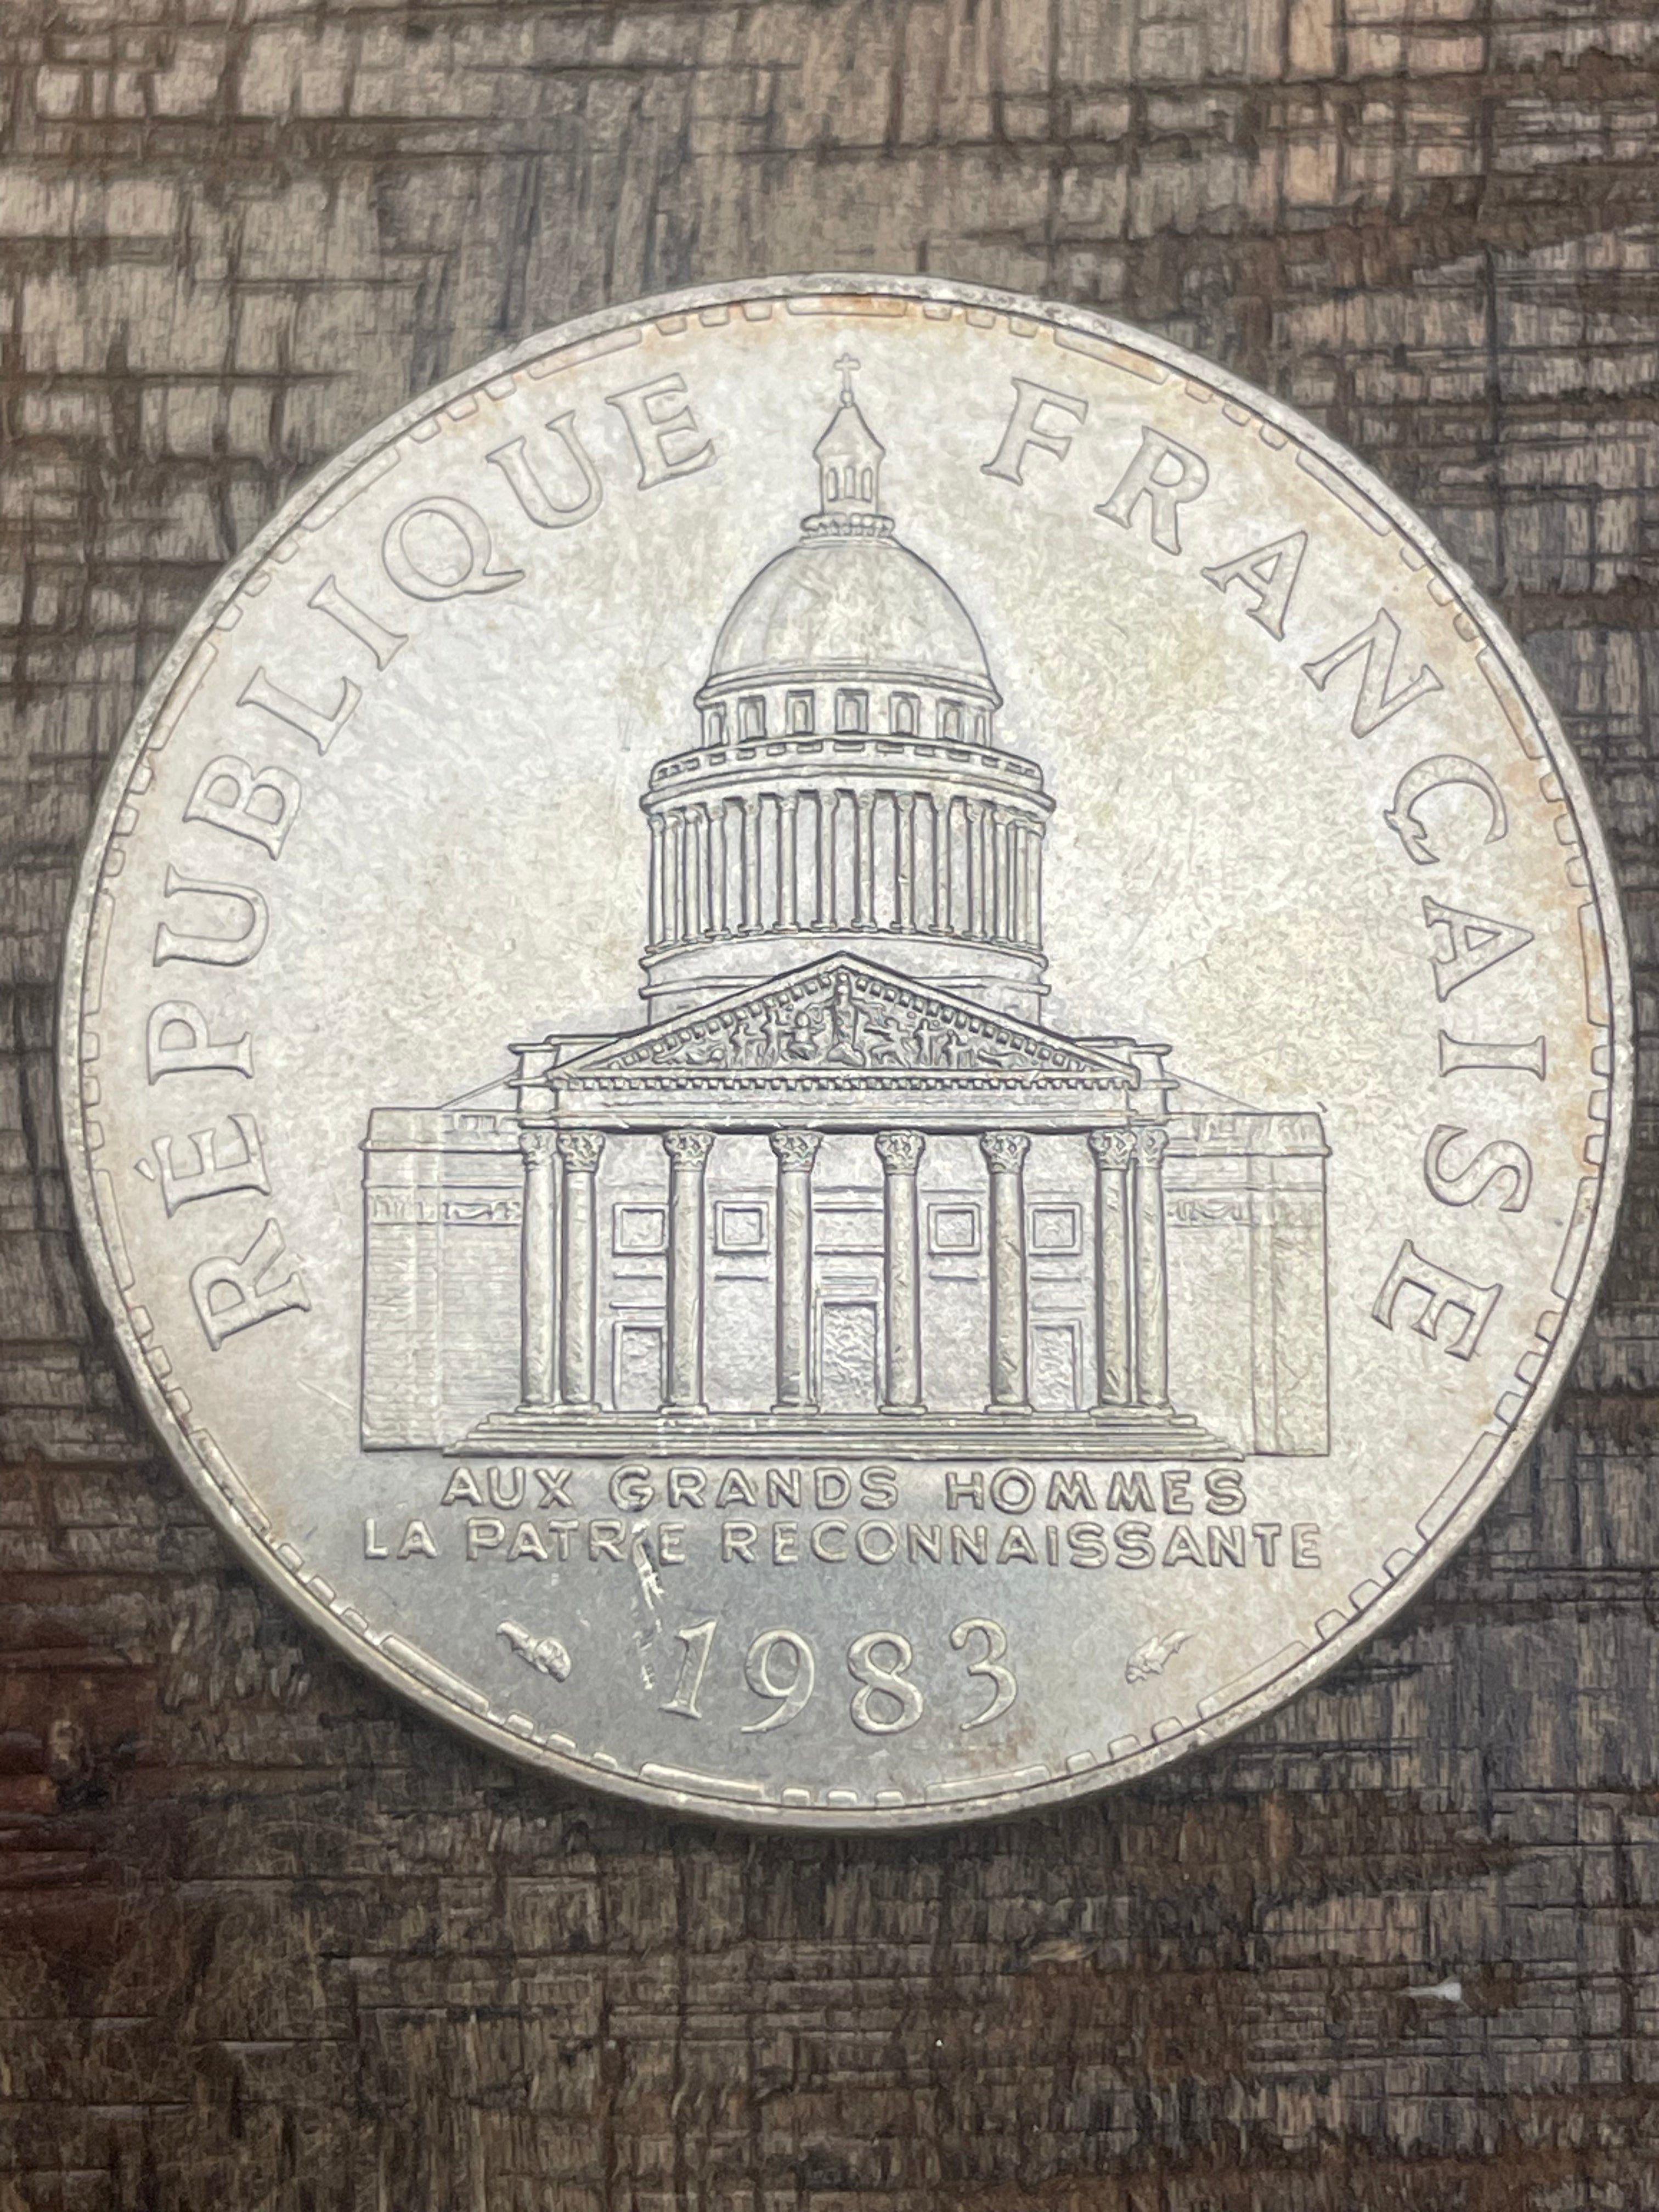 RÉPUBLIQUE FRANÇAISE
AUX GRANDS HOMMES
LA PATRIE RECONNAISSANTE
1983